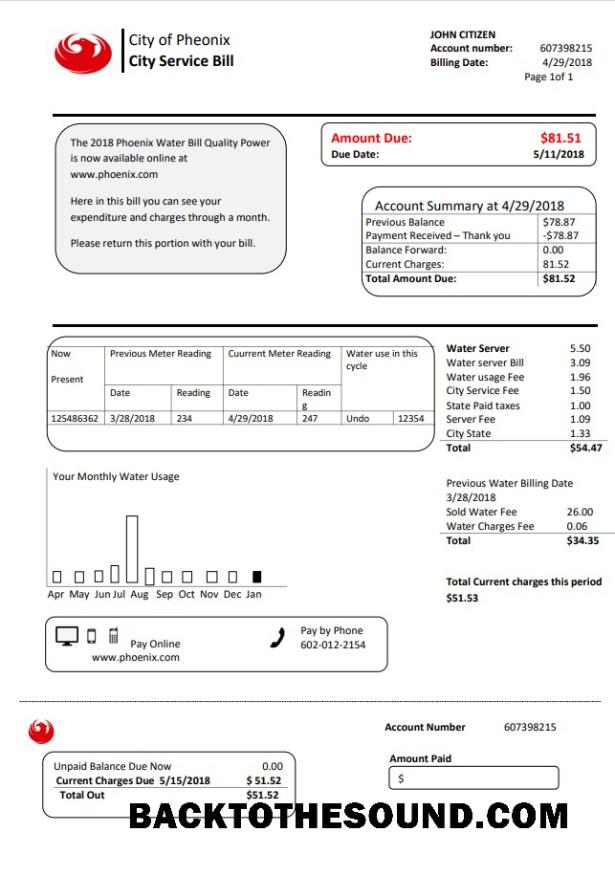 City of Pheonix
City Service Bill
JOHN CITIZEN
Account number: 607398215
Billing Date: 4/29/2018
Page 1of 1
The 2018 Phoenix Water Bill Quality Power
is now available online at
www.phoenix.com
Here in this bill you can see your
expenditure and charges through a month.
Please return this portion with your bill.
Amount Due: $81.51
Due Date: 5/11/2018
Account Summary at 4/29/2018
Previous Balance $78.87
Payment Received – Thank you -$78.87
Balance Forward: 0.00
Current Charges: 81.52
Total Amount Due: $81.52
Now Previous Meter Reading Cuurrent Meter Reading Water use in this
cycle
Present
Date Reading Date Readin
g
125486362 3/28/2018 234 4/29/2018 247 Undo 12354
Water Server 5.50
Water server Bill 3.09
Water usage Fee 1.96
City Service Fee 1.50
State Paid taxes 1.00
Server Fee 1.09
City State 1.33
Total $54.47
Your Monthly Water Usage
Apr May Jun Jul Aug Sep Oct Nov Dec Jan
Previous Water Billing Date
3/28/2018
Sold Water Fee 26.00
Water Charges Fee 0.06
Total $34.35
Total Current charges this period
$51.53
Pay Online
www.phoenix.com
Pay by Phone
602-012-2154
Account Number 607398215
Unpaid Balance Due Now 0.00
Current Charges Due 5/15/2018 $ 51.52
Total Out $51.52
Amount Paid
$
BACKTOTHESOUND.COM